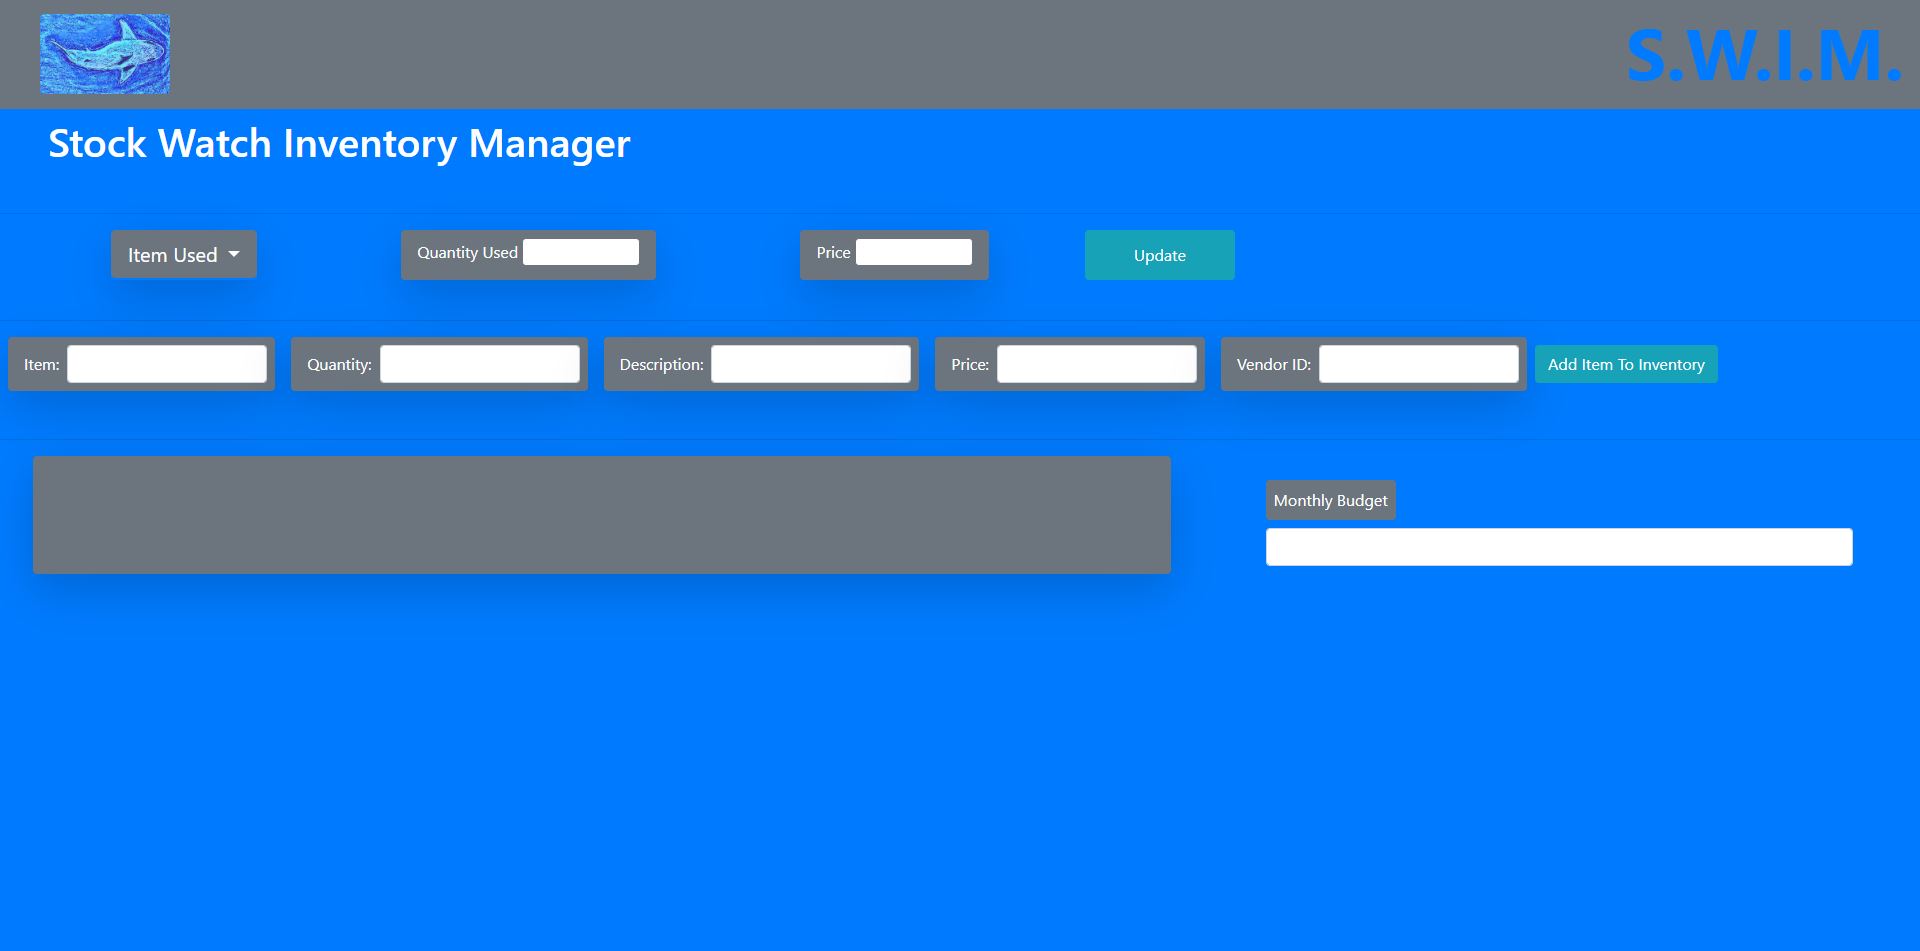 S.W.I.M.
Stock Watch Inventory Manager
Item Used
Quantity Used
Price
Update
Item:
Quantity:
Description:
Price:
Vendor ID:
Add Item To Inventory
Monthly Budget